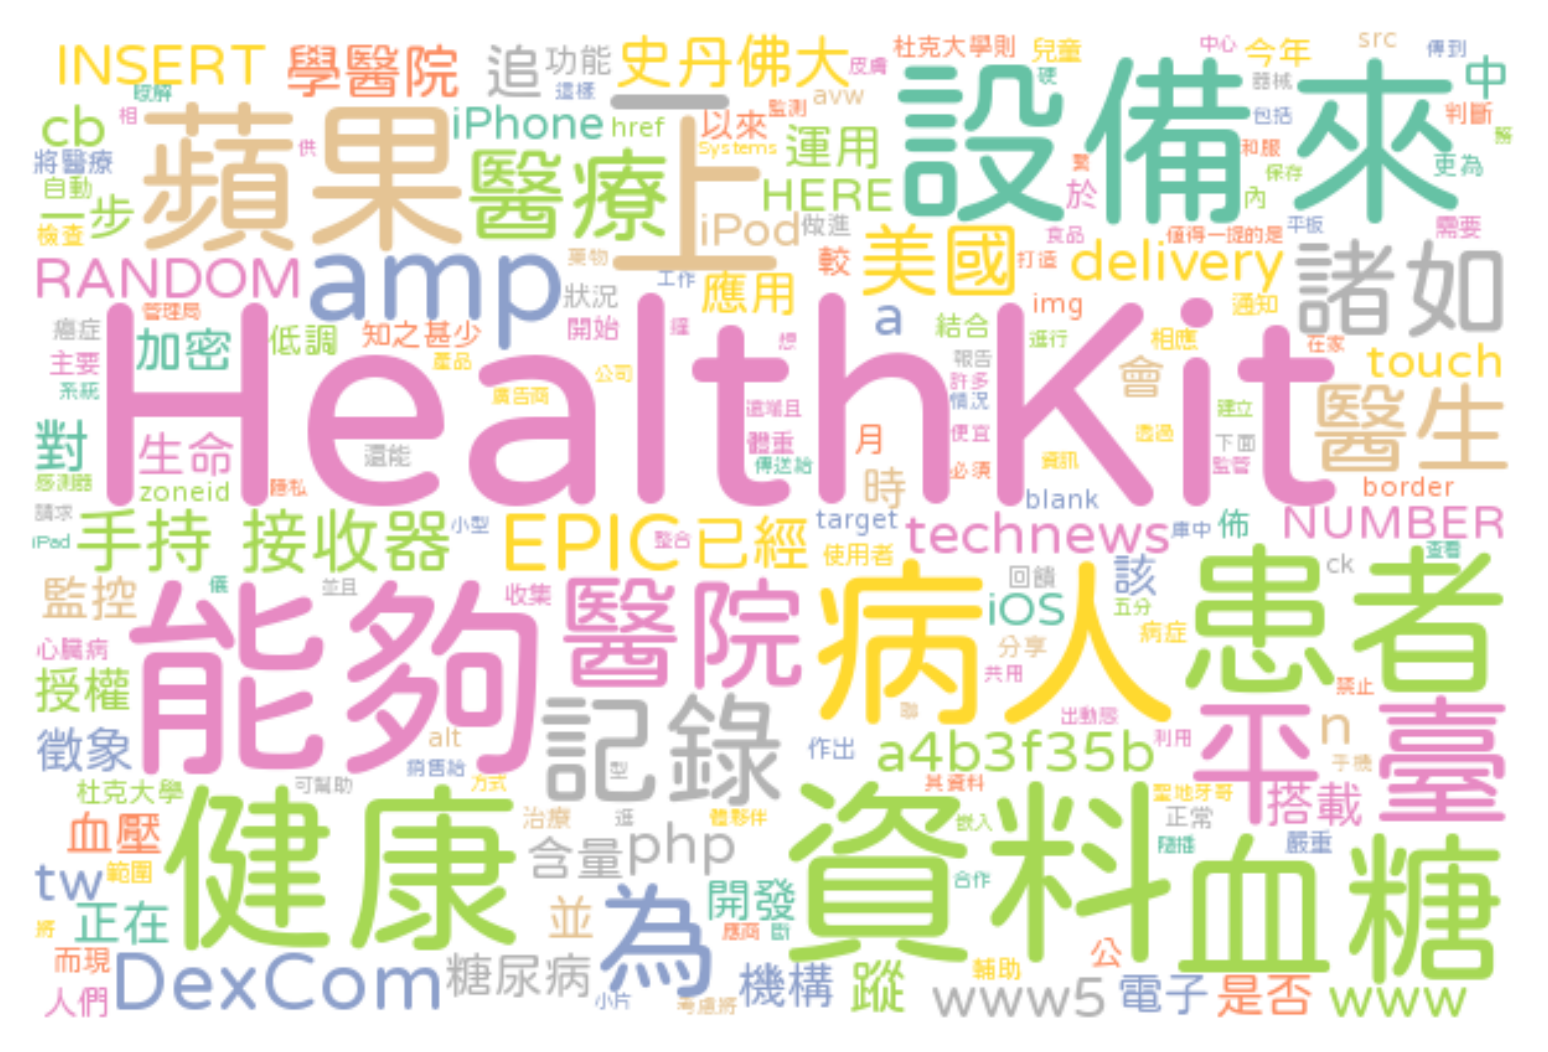 INSERT
學醫院
追
功能
這樣
史丹佛大
皮膚
杜克大學則
兒童
中心
今年
src
得到
瞭解
cb
相
蘋果
iPhone
href
一
上
以來
監測
avw
設備來
硬
器械
包括
中
判斷
將醫療
供
醫療
Systems
運用
和服
更為
自動
一步
檢查
HERE
於
保存
內
iPod
做進
食品
值得一提的是
平板
需要
RANDOM
amp
藥物
狀況
工作
應用
較
美國
打造
delivery
諸如
管理局
癌症
加密
低調
知之甚少
開始
a
結合
img
進行
通知
相應
在家
主要
系統
產品
想
報告
touch
HealthKit
廣告商
公司
許多
情況
會
醫生
對
生命
還能
遠端且
體重
傳送給
月
便宜
必須
透過
建立
下面
監管
資訊
感測器
zoneid
隱私
時
blank
border
請求
iPad
手持
接收器
小型
EPIC
整合
已經
target
使用者
technews
庫中
佈
NUMBER
查看
監控
並且
收集
醫院
病人
回饋
iOS
該
五分
病症
患者
ck
心臟病
授權
能夠
記錄
分享
共用
禁止
徵象
alt
銷售給
方式
出動態
作出
a4b3f35b
利用
平臺
n
手機
杜克大學
可幫助
其資料
聖地牙哥
搭載
血壓
健康
治療
體夥伴
資料
嵌入
正常
隨插
嚴重
血糖
tw
範圍
含量
php
合作
正在
並
為
開發
應商
斷
將
而現
人們
DexCom
糖尿病
小片
考慮將
機構
蹤
輔助
www5
公
電子
是否
www